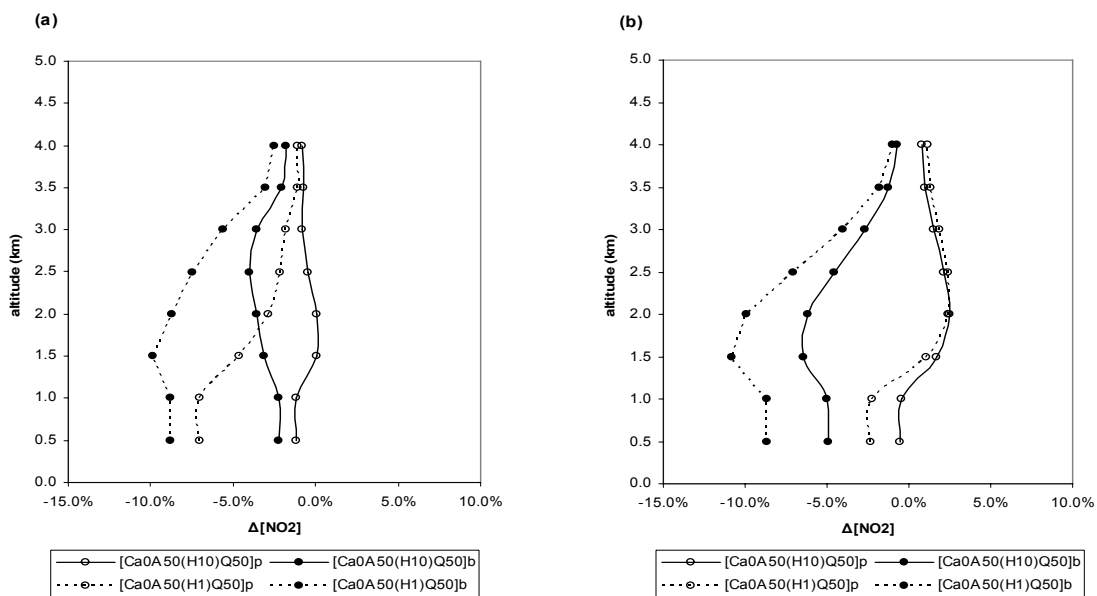 (a)
5.0
4.5
4.0
3.5
3.0
2.5
2.0
1.5
1.0
0.5
0.0
altitude (km)
-15.0% -10.0% -5.0% 0.0% 5.0% 10.0%
Δ[NO2]
[Ca0A50(H10)Q50]p [Ca0A50(H10)Q50]b
[Ca0A50(H1)Q50]p [Ca0A50(H1)Q50]b
(b)
5.0
4.5
4.0
3.5
3.0
2.5
2.0
1.5
1.0
0.5
0.0
altitude (km)
-15.0% -10.0% -5.0% 0.0% 5.0% 10.0%
Δ[NO2]
[Ca0A50(H10)Q50]p [Ca0A50(H10)Q50]b
[Ca0A50(H1)Q50]p [Ca0A50(H1)Q50]b